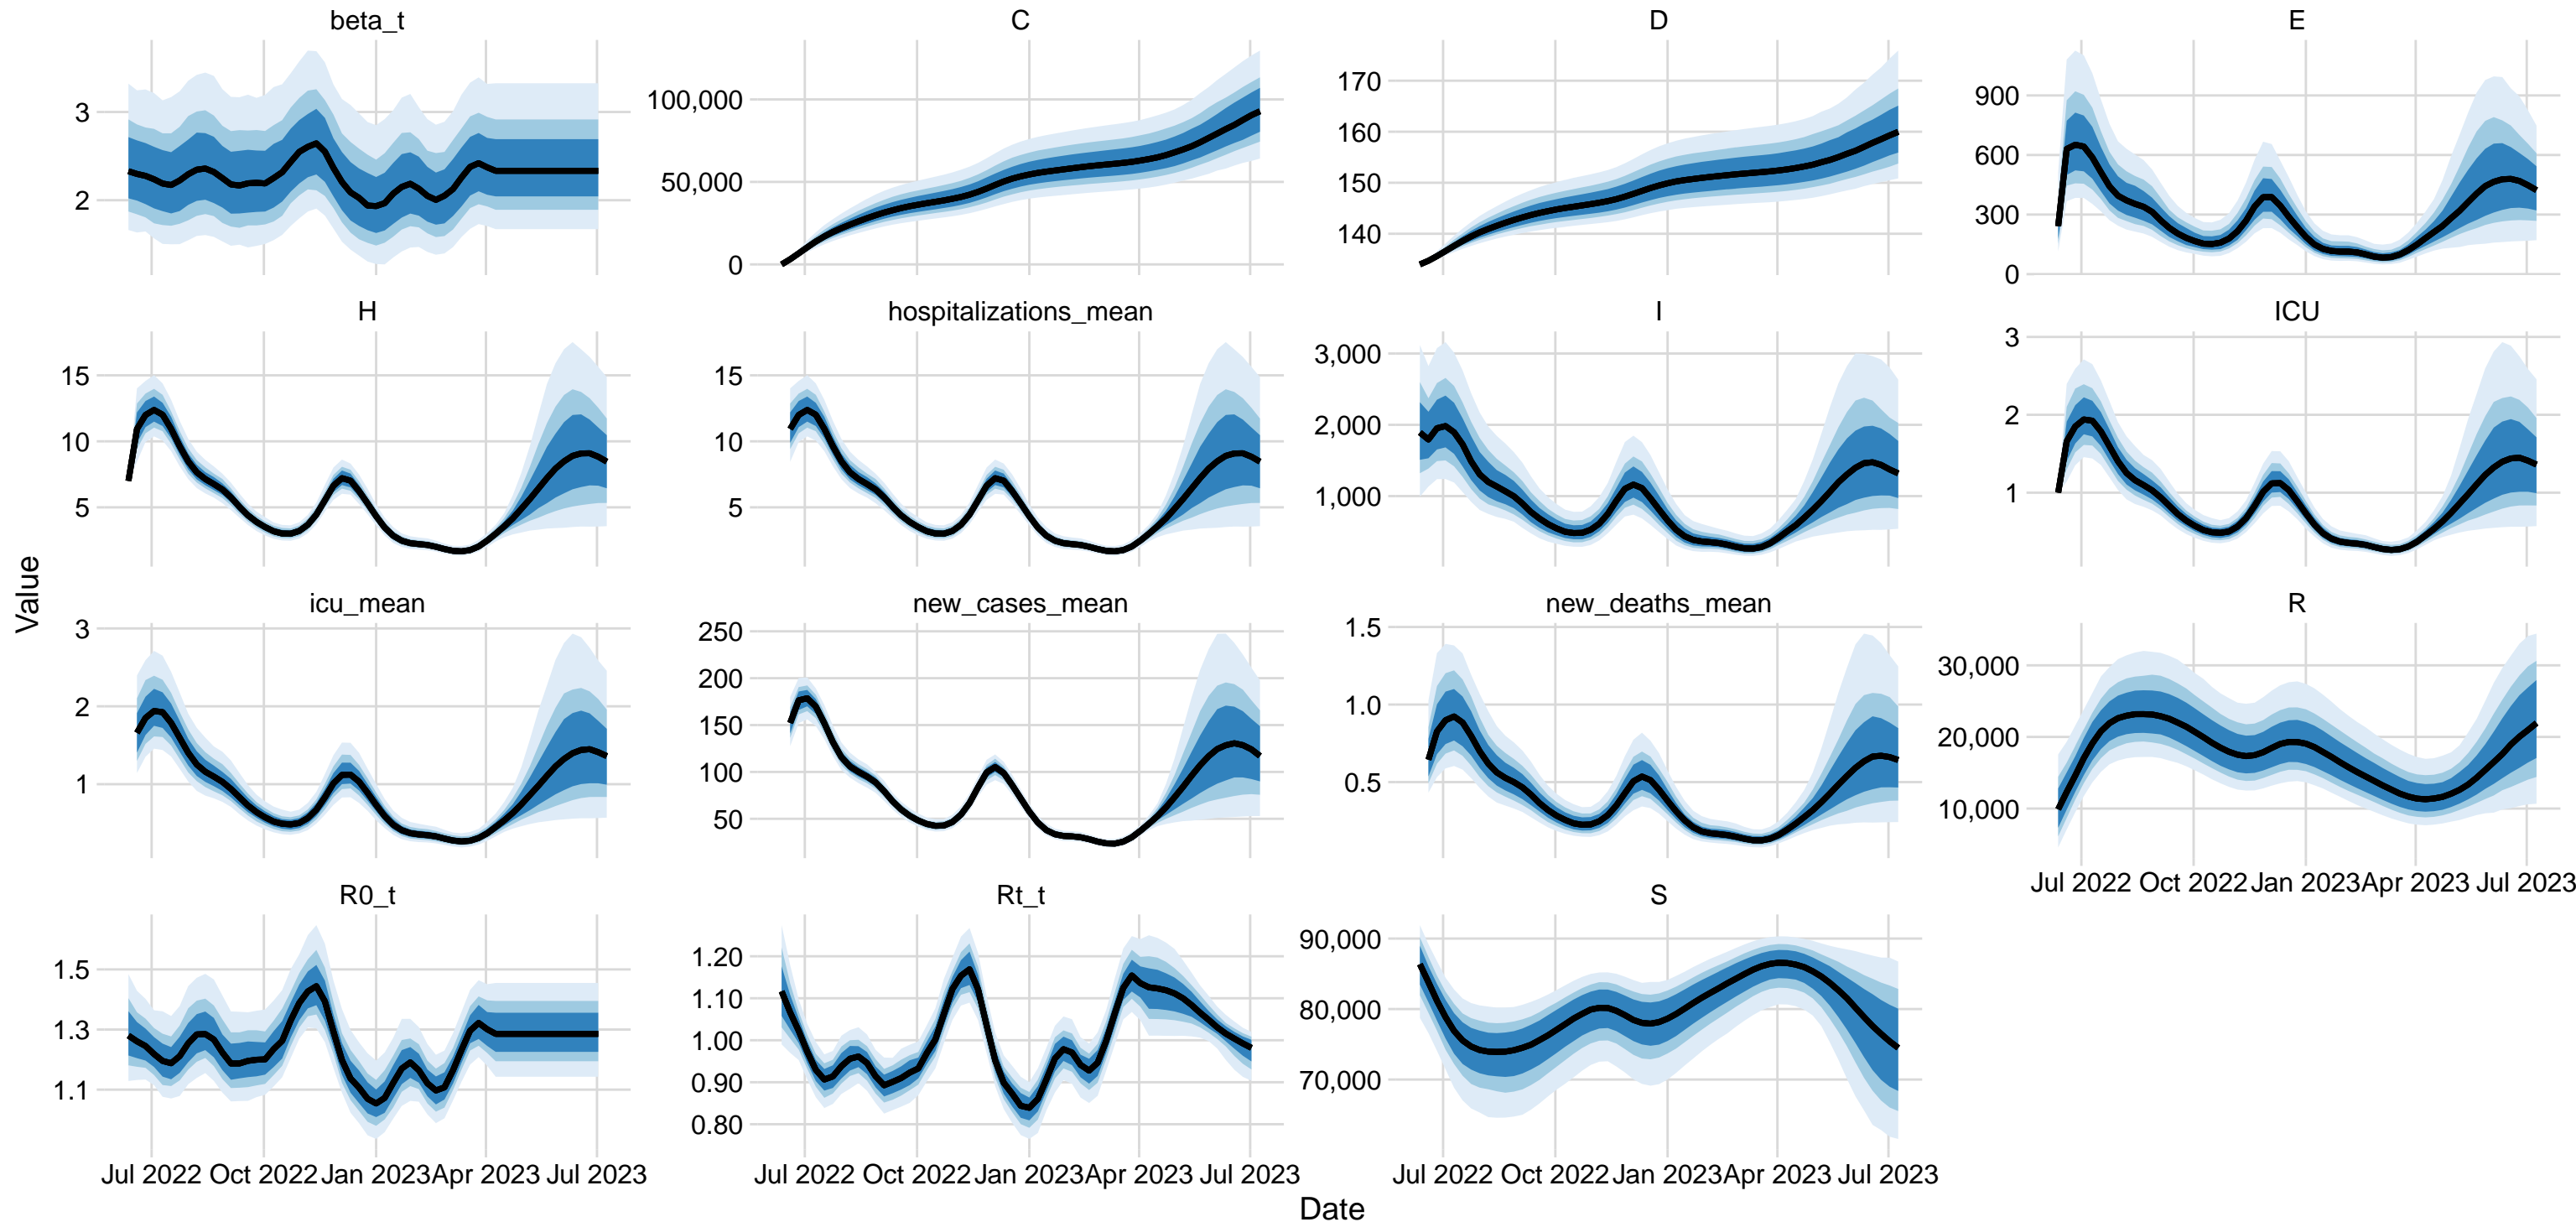 beta_t
C
D
E
3
2
100,000
50,000
0
170
160
150
140
900
600
300
0
H
hospitalizations_mean
I
ICU
15
10
5
15
10
5
3,000
2,000
1,000
3
2
1
Value
icu_mean
new_cases_mean
new_deaths_mean
R
3
2
1
250
200
150
100
50
1.5
1.0
0.5
30,000
20,000
10,000
Jul 2022 Oct 2022 Jan 2023 Apr 2023 Jul 2023
R0_t
Rt_t
S
1.5
1.3
1.1
1.20
1.10
1.00
0.90
0.80
90,000
80,000
70,000
Jul 2022 Oct 2022 Jan 2023 Apr 2023 Jul 2023
Jul 2022 Oct 2022 Jan 2023 Apr 2023 Jul 2023
Jul 2022 Oct 2022 Jan 2023 Apr 2023 Jul 2023
Date